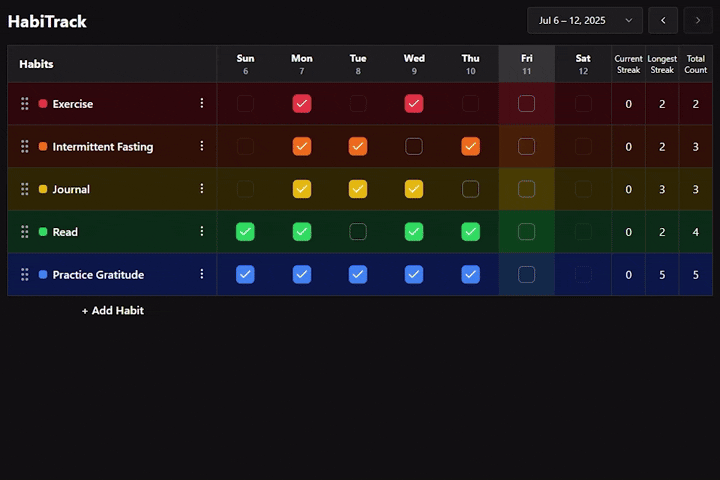 HabiTrack
Jul 6 – 12, 2025
Habits Sun 6 Mon 7 Tue 8 Wed 9 Thu 10 Fri 11 Sat 12 Current Streak Longest Streak Total Count
Exercise 0 2 2
Intermittent Fasting 0 2 3
Journal 0 3 3
Read 0 2 4
Practice Gratitude 0 5 5
+ Add Habit